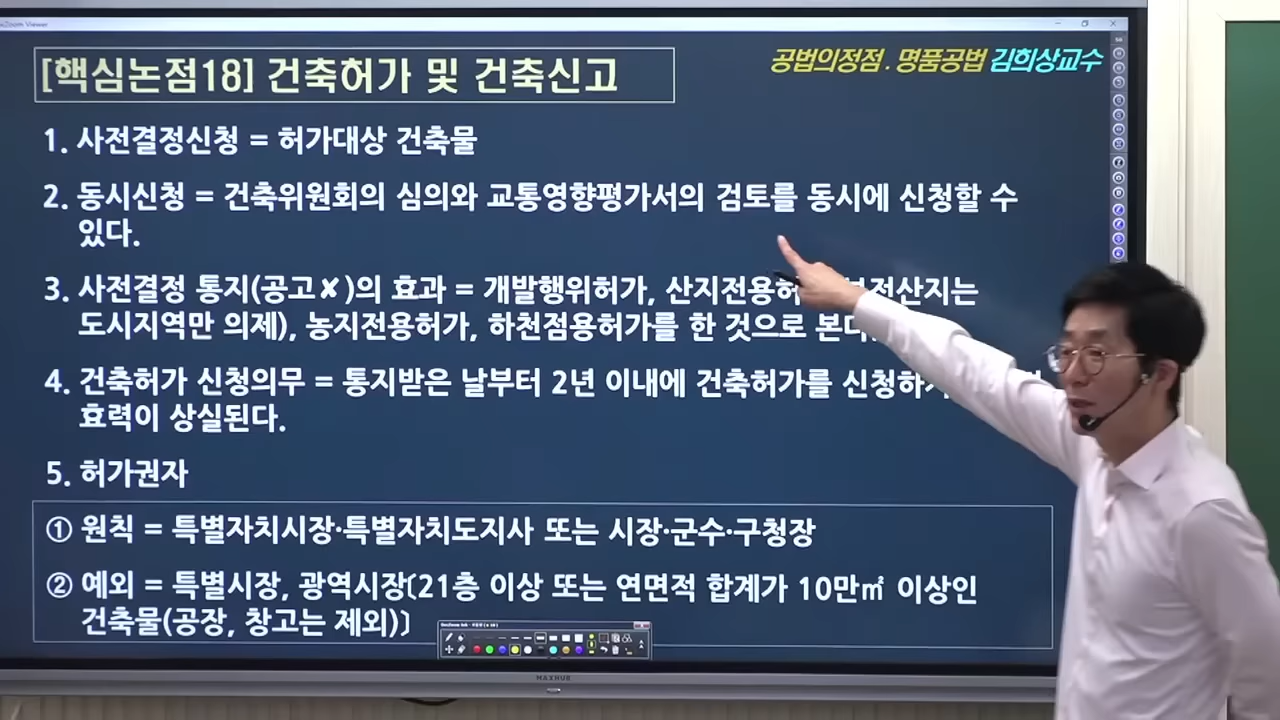 [핵심논점18] 건축허가 및 건축신고
공법의정점. 명품공법 김희상교수
1. 사전결정신청 = 허가대상 건축물
2. 동시신청 = 건축위원회의 심의와 교통영향평가서의 검토를 동시에 신청할 수
있다.
3. 사전결정 통지(공고✘)의 효과 = 개발행위허가, 산지전용허
도시지역만 의제), 농지전용허가, 하천점용허가를 한 것으로 본다.
4. 건축허가 신청의무 = 통지받은 날부터 2년 이내에 건축허가를
효력이 상실된다.
5. 허가권자
① 원칙 = 특별자치시장·특별자치도지사 또는 시장·군수·구청장
② 예외 = 특별시장, 광역시장〔21층 이상 또는 연면적 합계가 10만㎡ 이상인
건축물(공장, 창고는 제외)〕
MAXHUB